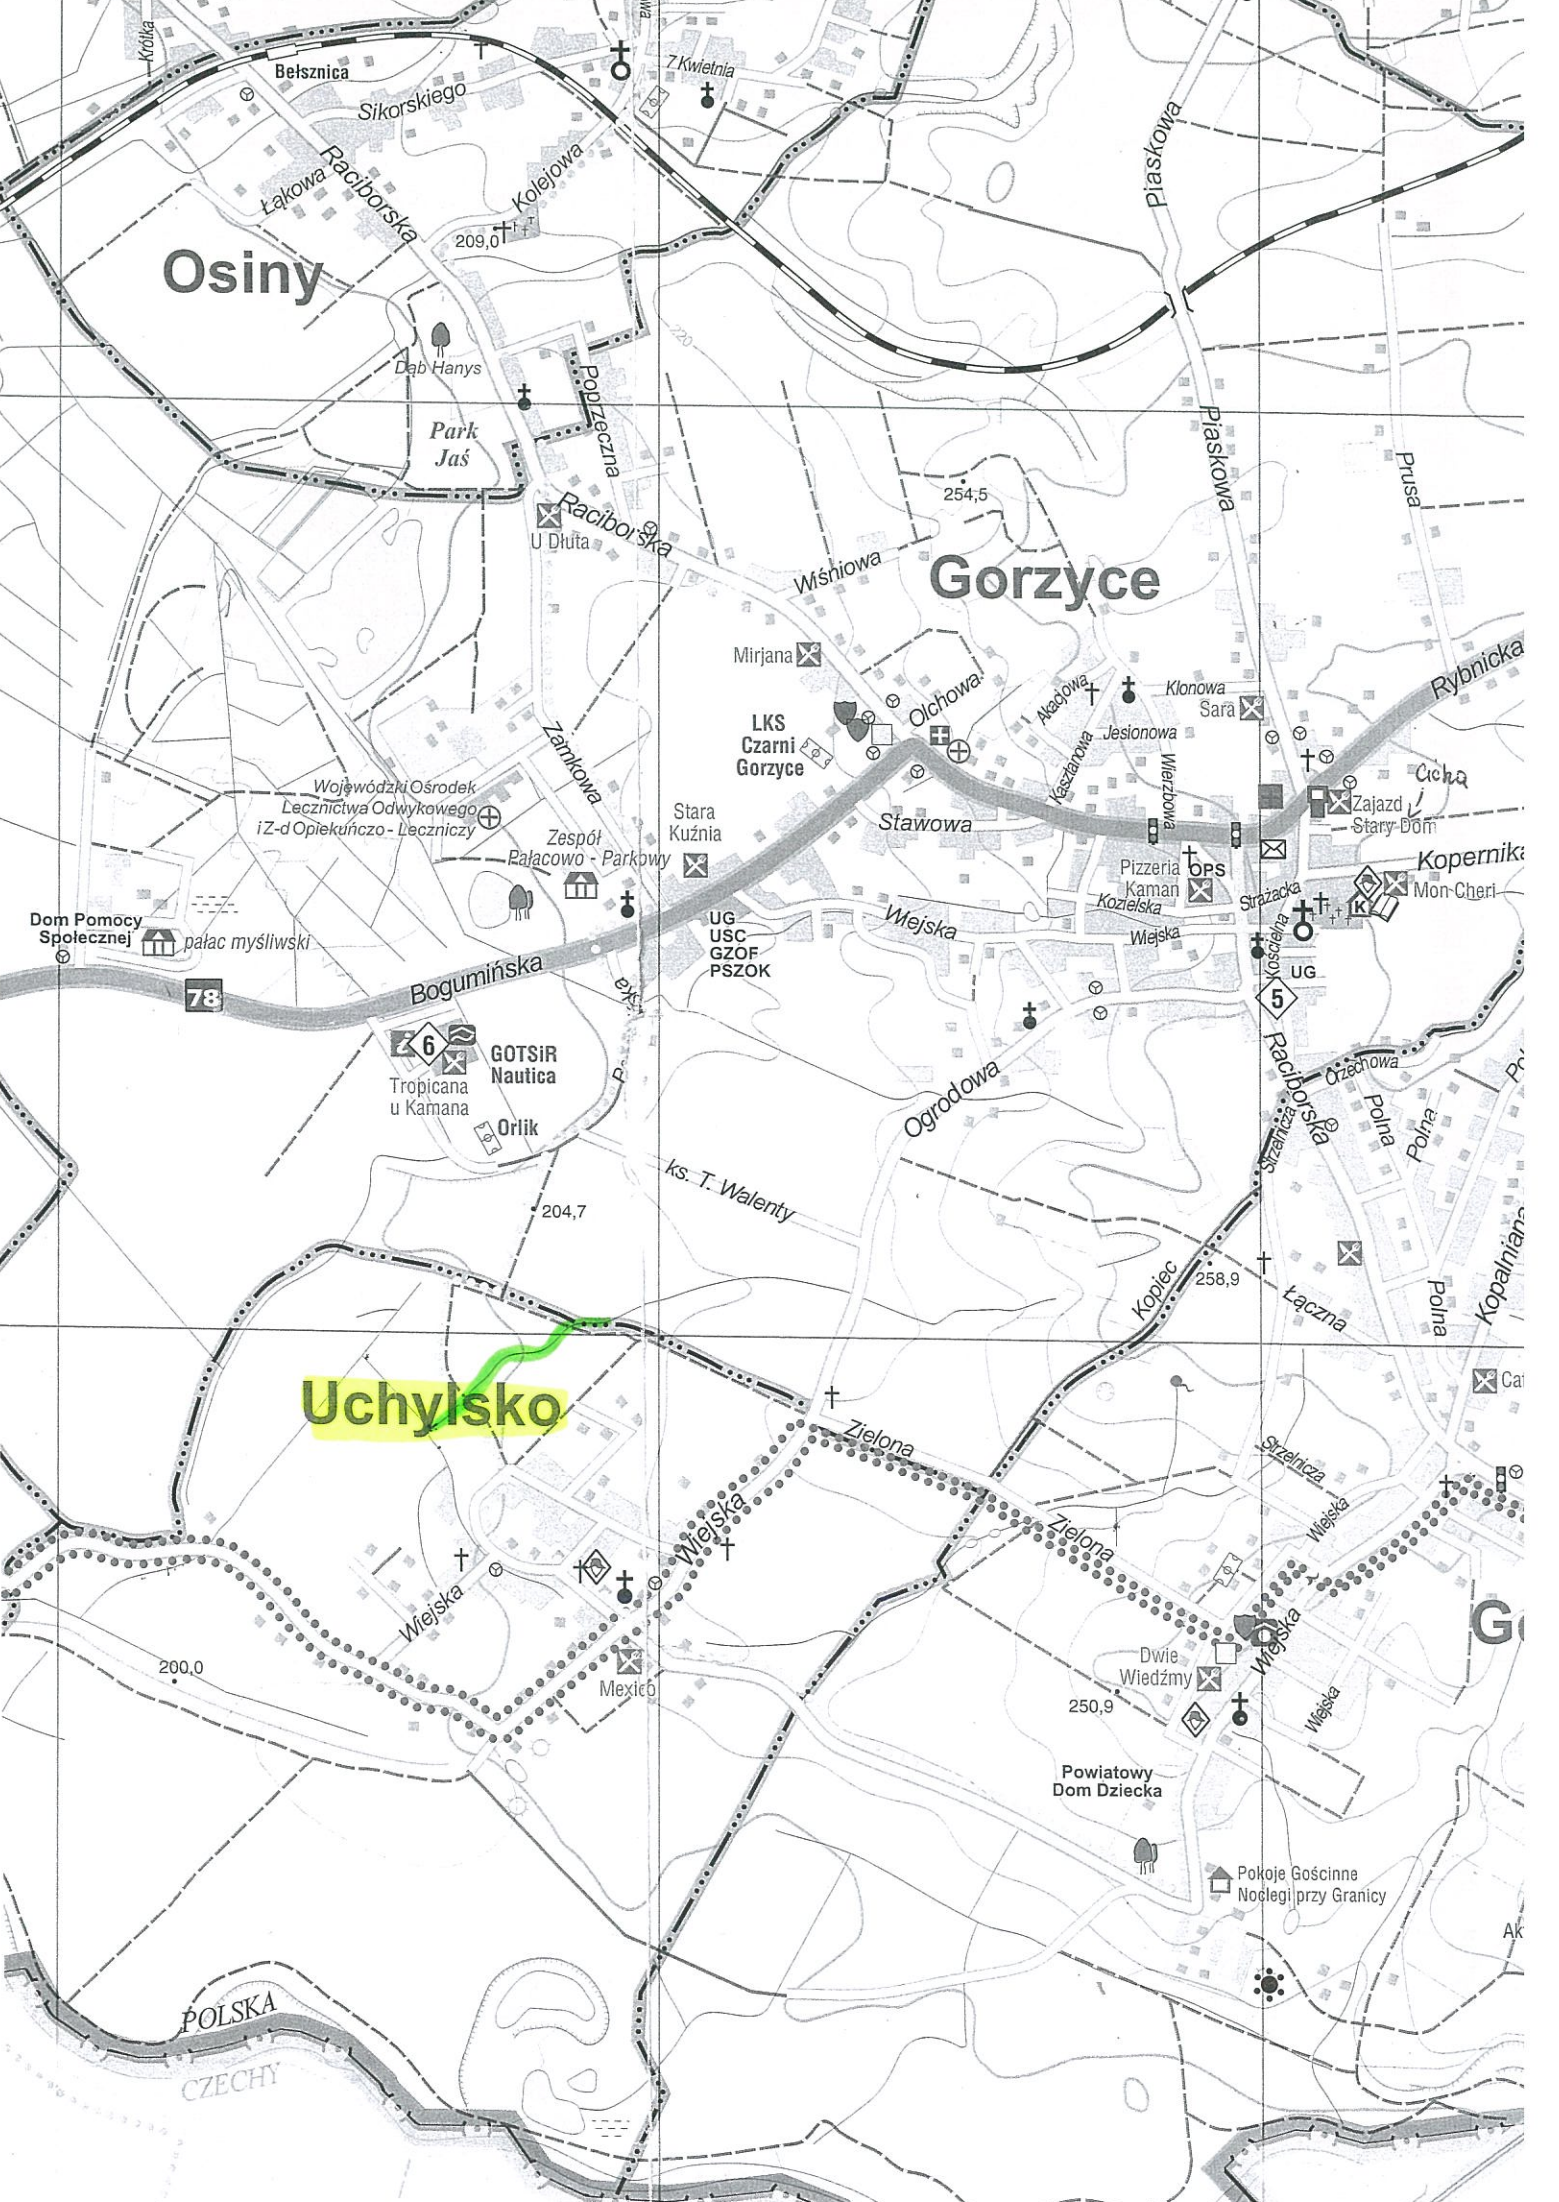 Krótka
Bełsznica
Sikorskiego
7 Kwietnia
Piaskowa
Łąkowa
Raciborska
Kolejowa
209,0
Osiny
Dąb Hanys
Park
Jaś
Poprzeczna
220
Piaskowa
Prusa
254,5
U Dłuta
Raciborska
Wiśniowa
Gorzyce
Mirjana
Olchowa
Akacjowa
Klonowa
Sara
Rybnicka
LKS
Czarni
Gorzyce
Jesionowa
Kasztanowa
Wierzbowa
Zamkowa
Wojewódzki Ośrodek
Lecznictwa Odwykowego
i Z-d Opiekuńczo - Leczniczy
Stara
Kuźnia
Stawowa
Cicha
Zajazd
Stary Dom
Zespół
Pałacowo - Parkowy
Pizzeria
Kaman
OPS
Kopernika
Mon Cheri
K
Strażacka
Kozielska
Wiejska
Wiejska
Kościelna
UG
5
Dom Pomocy
Społecznej
pałac myśliwski
UG
USC
GZOF
PSZOK
78
Bogumińska
6
GOTSiR
Nautica
Tropicana
u Kamana
Orlik
Ogrodowa
Raciborska
Orzechowa
Strzelnicza
Polna
Polna
ks. T. Walenty
204,7
Kopiec
258,9
Łączna
Polna
Kopalniana
Uchylsko
Zielona
Strzelnicza
Wiejska
Wiejska
Zielona
Wiejska
Wiejska
200,0
Mexico
Dwie
Wiedźmy
250,9
Wiejska
Powiatowy
Dom Dziecka
Pokoje Gościnne
Noclegi przy Granicy
POLSKA
CZECHY